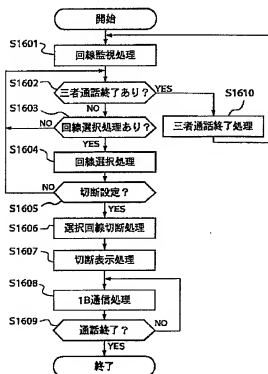 開始
S1601
回線監視処理
S1602
三者通話終了あり?
YES
S1610
三者通話終了処理
NO
S1603
回線選択処理あり?
NO
YES
S1604
回線選択処理
切断設定?
NO
S1605
YES
S1606
選択回線切断処理
S1607
切断表示処理
S1608
1B通信処理
S1609
通話終了?
NO
YES
終了